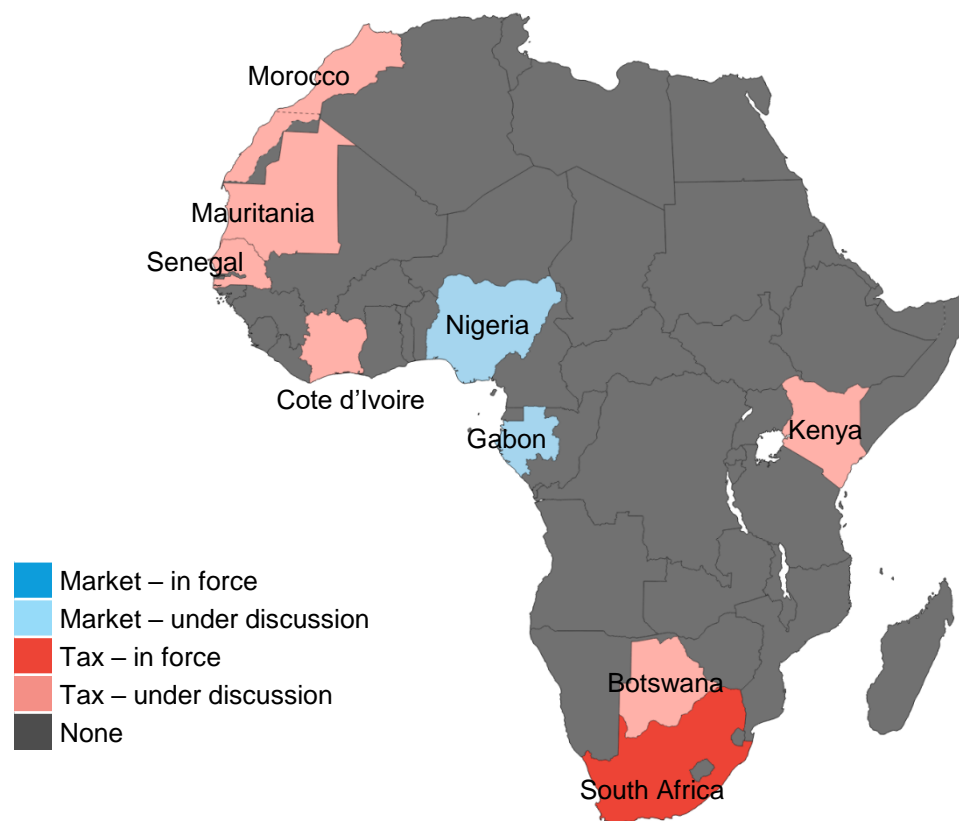 Morocco
Mauritania
Senegal
Nigeria
Cote d’Ivoire
Gabon
Kenya
Market – in force
Market – under discussion
Tax – in force
Tax – under discussion
None
Botswana
South Africa